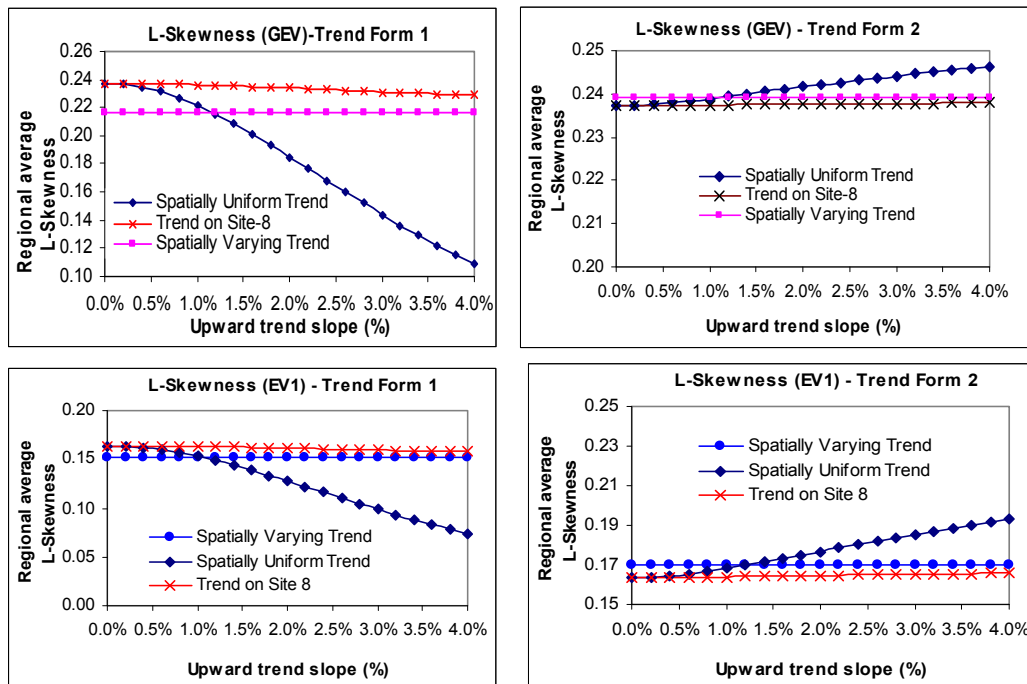 L-Skewness (GEV)-Trend Form 1
Regional average
L-Skewness
0.26
0.24
0.22
0.20
0.18
0.16
0.14
0.12
0.10
Spatially Uniform Trend
Trend on Site-8
Spatially Varying Trend
0.0% 0.5% 1.0% 1.5% 2.0% 2.5% 3.0% 3.5% 4.0%
Upward trend slope (%)
L-Skewness (GEV) - Trend Form 2
Regional average
L-Skewness
0.25
0.24
0.23
0.22
0.21
0.20
Spatially Uniform Trend
Trend on Site-8
Spatially Varying Trend
0.0% 0.5% 1.0% 1.5% 2.0% 2.5% 3.0% 3.5% 4.0%
Upward trend slope (%)
L-Skewness (EV1) - Trend Form 1
Regional average
L-Skewness
0.20
0.15
0.10
0.05
0.00
Spatially Varying Trend
Spatially Uniform Trend
Trend on Site 8
0.0% 0.5% 1.0% 1.5% 2.0% 2.5% 3.0% 3.5% 4.0%
Upward trend slope (%)
L-Skewness (EV1) - Trend Form 2
Regional average
L-Skewness
0.25
0.23
0.21
0.19
0.17
0.15
Spatially Varying Trend
Spatially Uniform Trend
Trend on Site 8
0.0% 0.5% 1.0% 1.5% 2.0% 2.5% 3.0% 3.5% 4.0%
Upward trend slope (%)